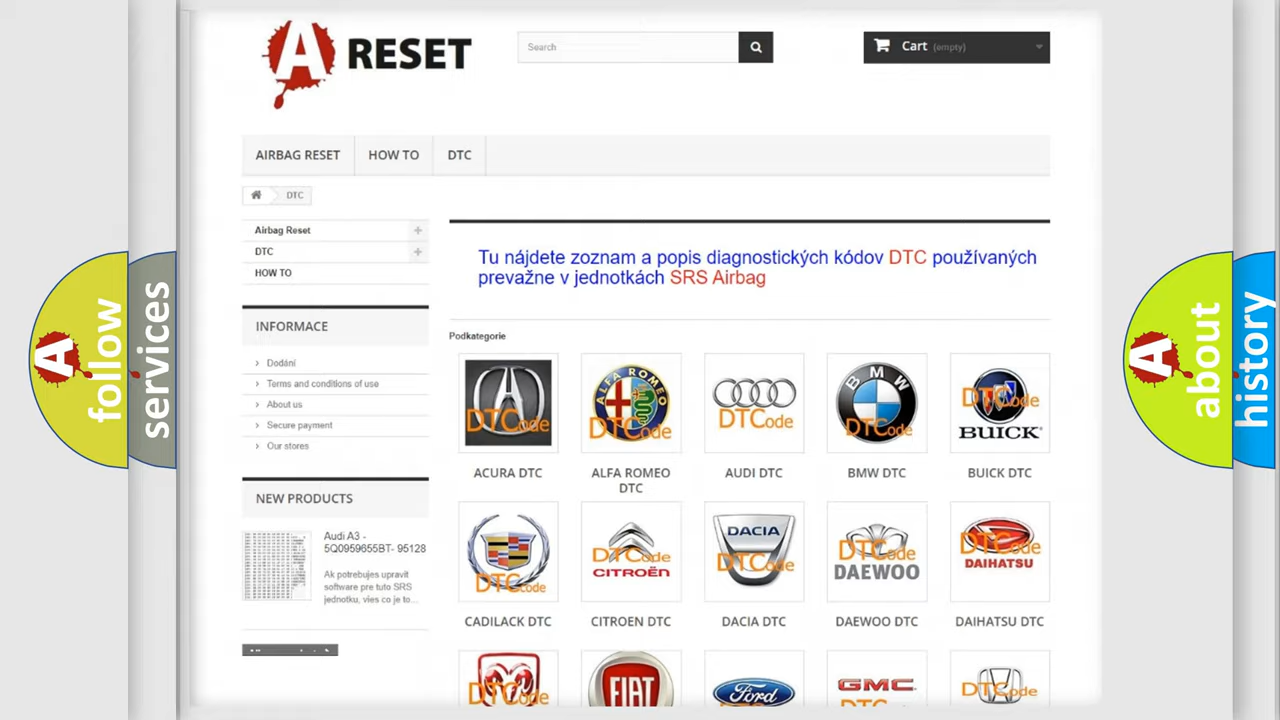 A RESET
Search
Cart (empty)
AIRBAG RESET
HOW TO
DTC
DTC
Airbag Reset
DTC
HOW TO
INFORMACE
Dodání
Terms and conditions of use
About us
Secure payment
Our stores
NEW PRODUCTS
Audi A3 -
5Q0959655BT- 95128
Ak potrebujes upravit
software pre tuto SRS
jednotku, vies co je to...
Tu nájdete zoznam a popis diagnostických kódov DTC používaných
prevažne v jednotkách SRS Airbag
Podkategorie
DTCode
ALFA ROMEO
DTCode
DTCode
BMW
DTCode
DTCode
BUICK
ACURA DTC
ALFA ROMEO
DTC
AUDI DTC
BMW DTC
BUICK DTC
DTCode
DTCode
CITROËN
DACIA
DTCode
DTCode
DAEWOO
DTCode
DAIHATSU
CADILACK DTC
CITROEN DTC
DACIA DTC
DAEWOO DTC
DAIHATSU DTC
DTCode
FIAT
Ford
GMC
DTCode
A follow
services
A about
history